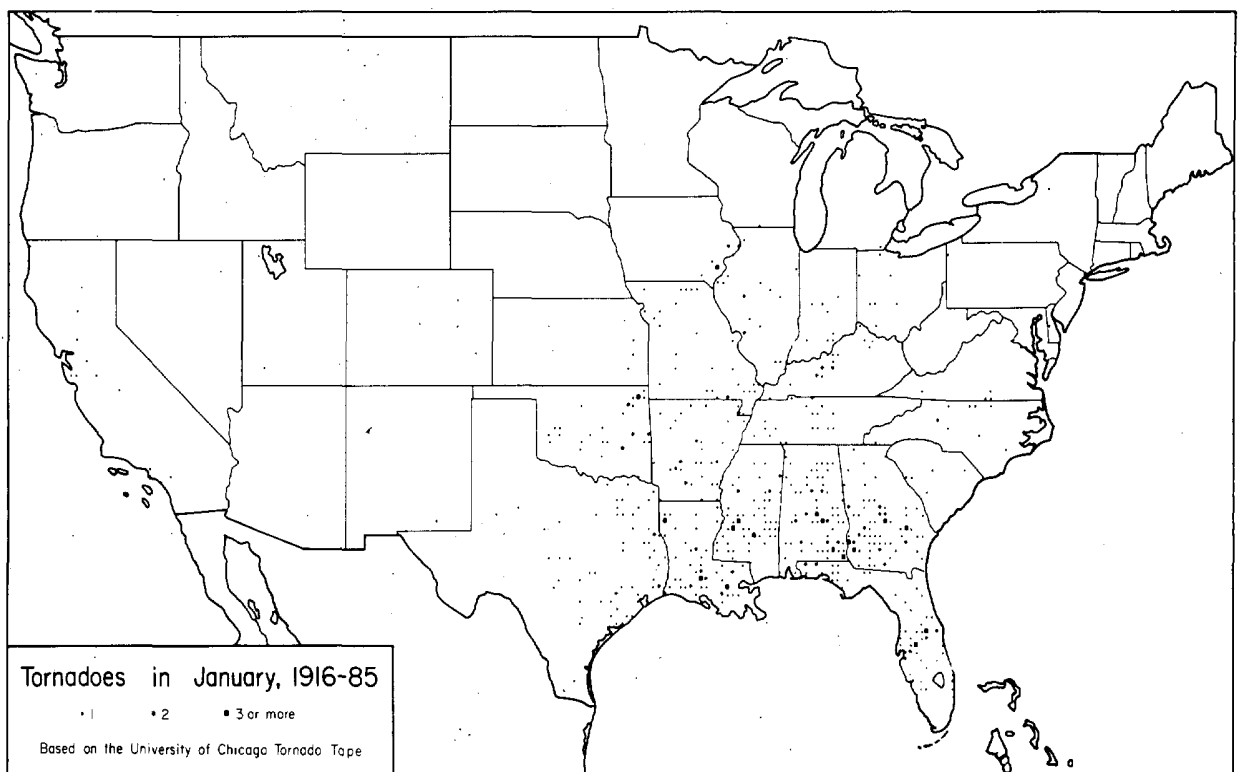 Tornadoes in January, 1916-85
· 1 • 2 ■ 3 or more
Based on the University of Chicago Tornado Tape